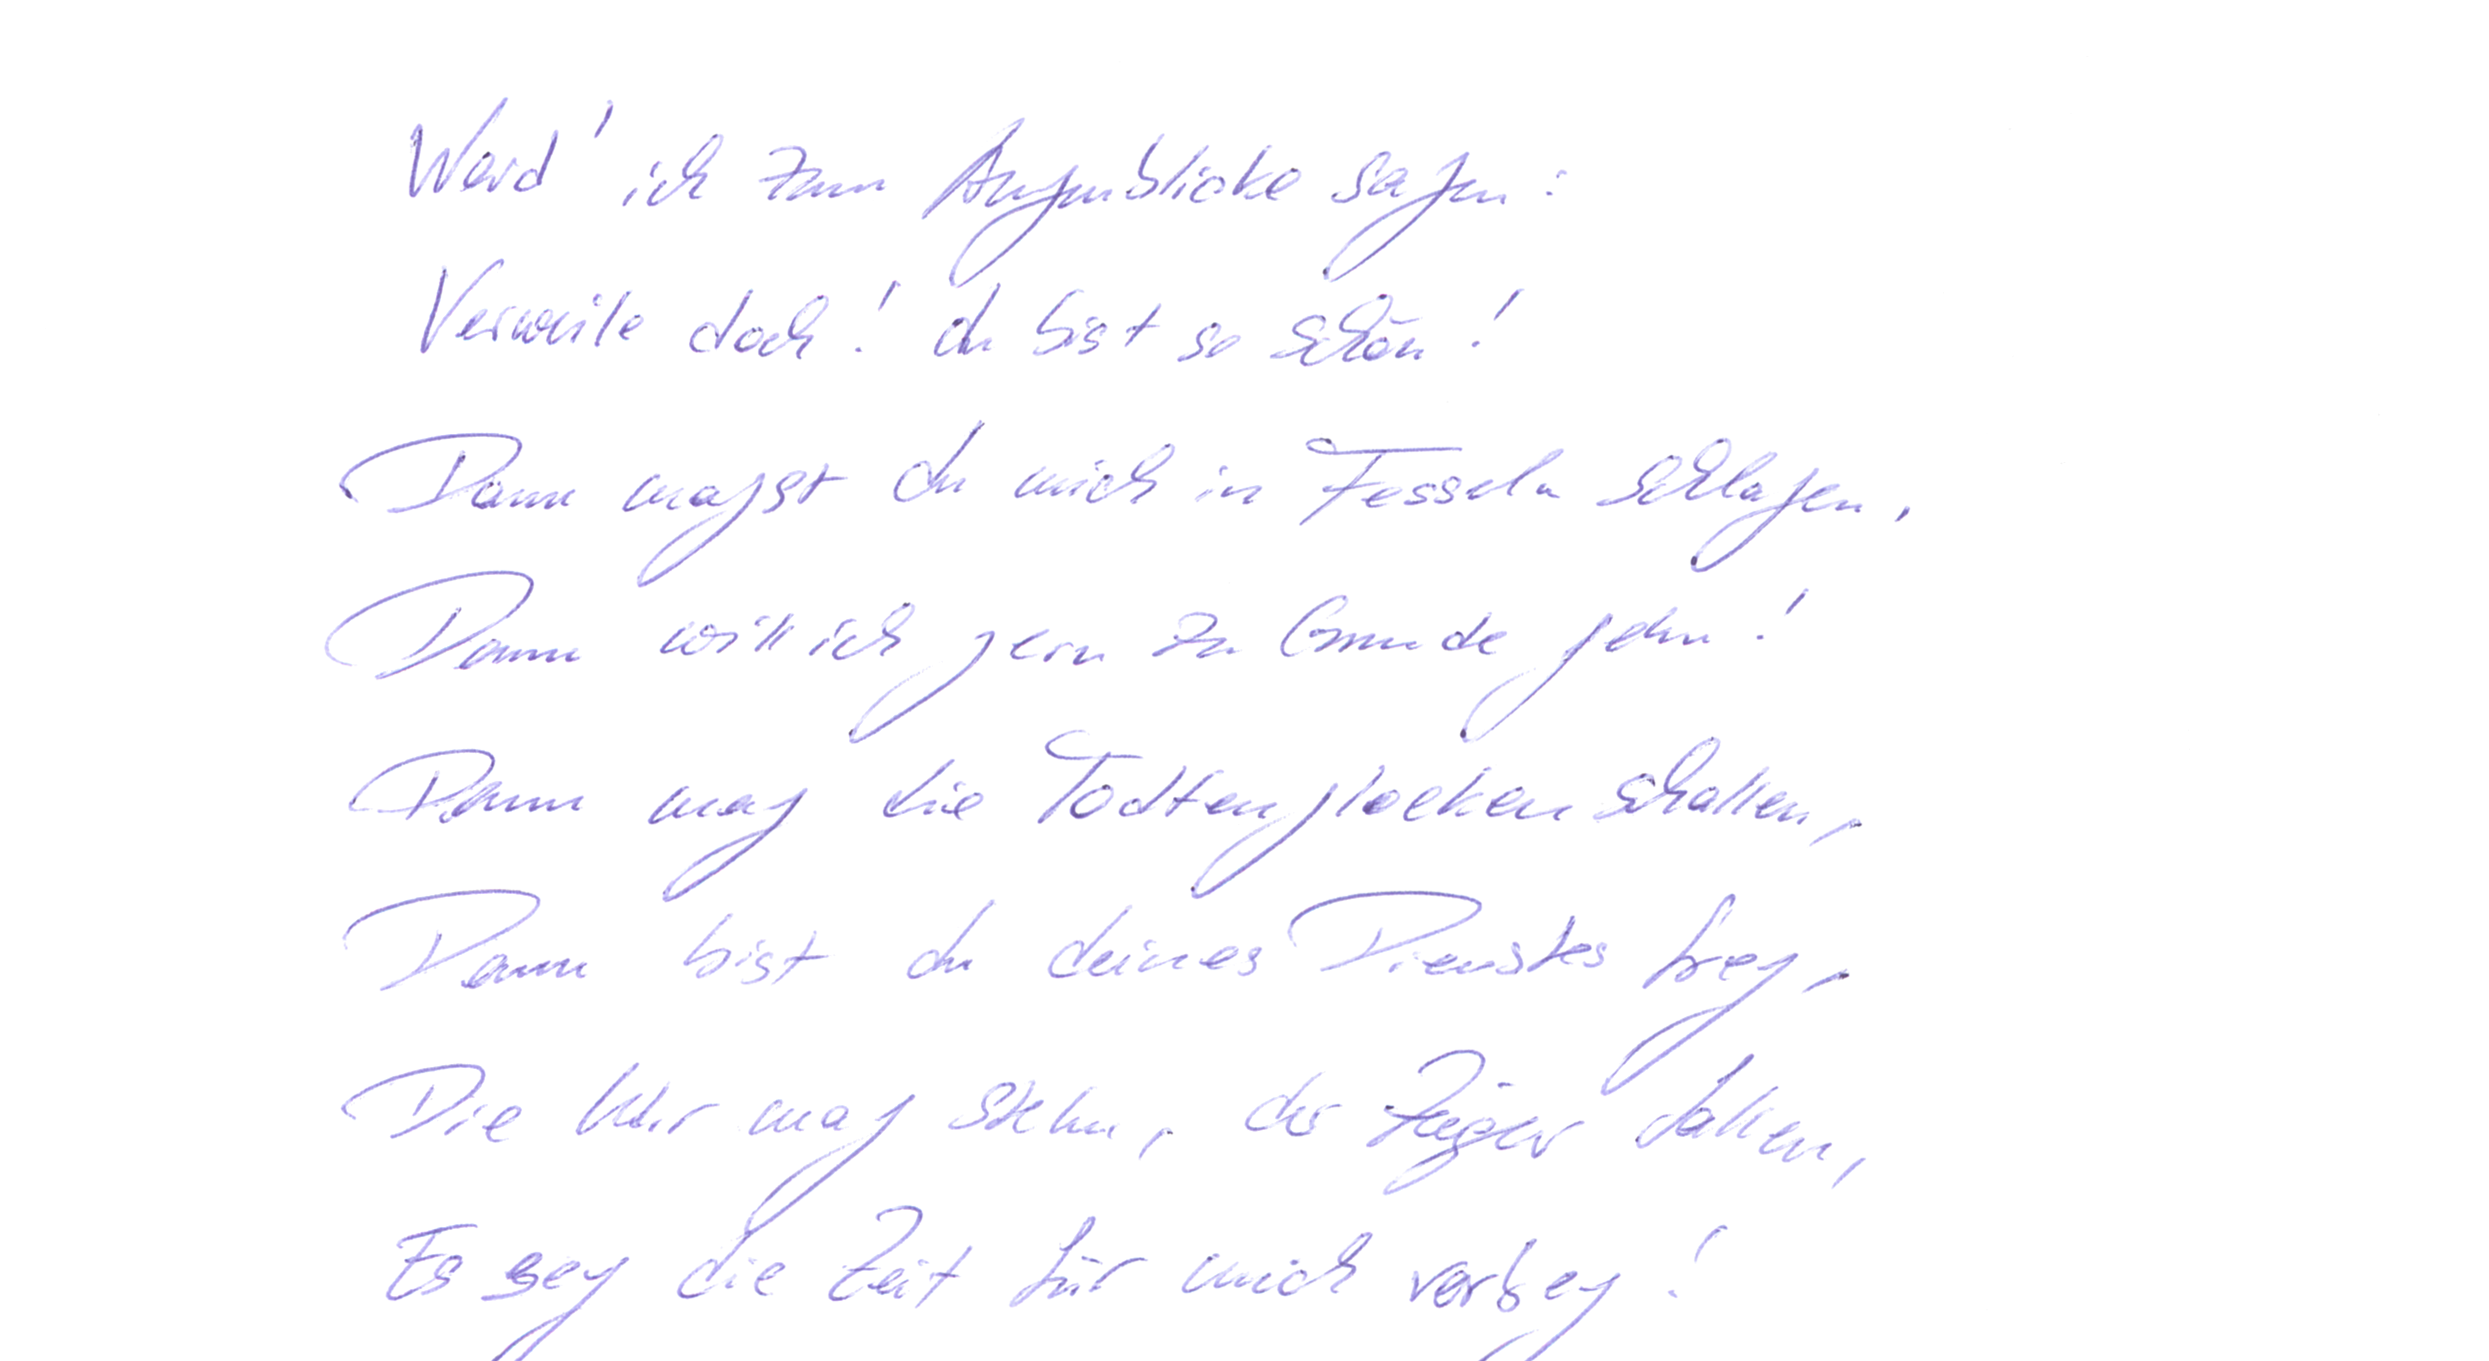 Werd' ich zum Augenblicke sagen:
Verweile doch! du bist so schön!
Dann magst du mich in Fesseln schlagen,
Dann will ich gern zu Grunde gehn!
Dann mag die Todtenglocken schallen,
Dann bist du deines Dienstes frey,
Die Uhr mag stehn, der Zeiger fallen,
Es sey die Zeit für mich vorbey!